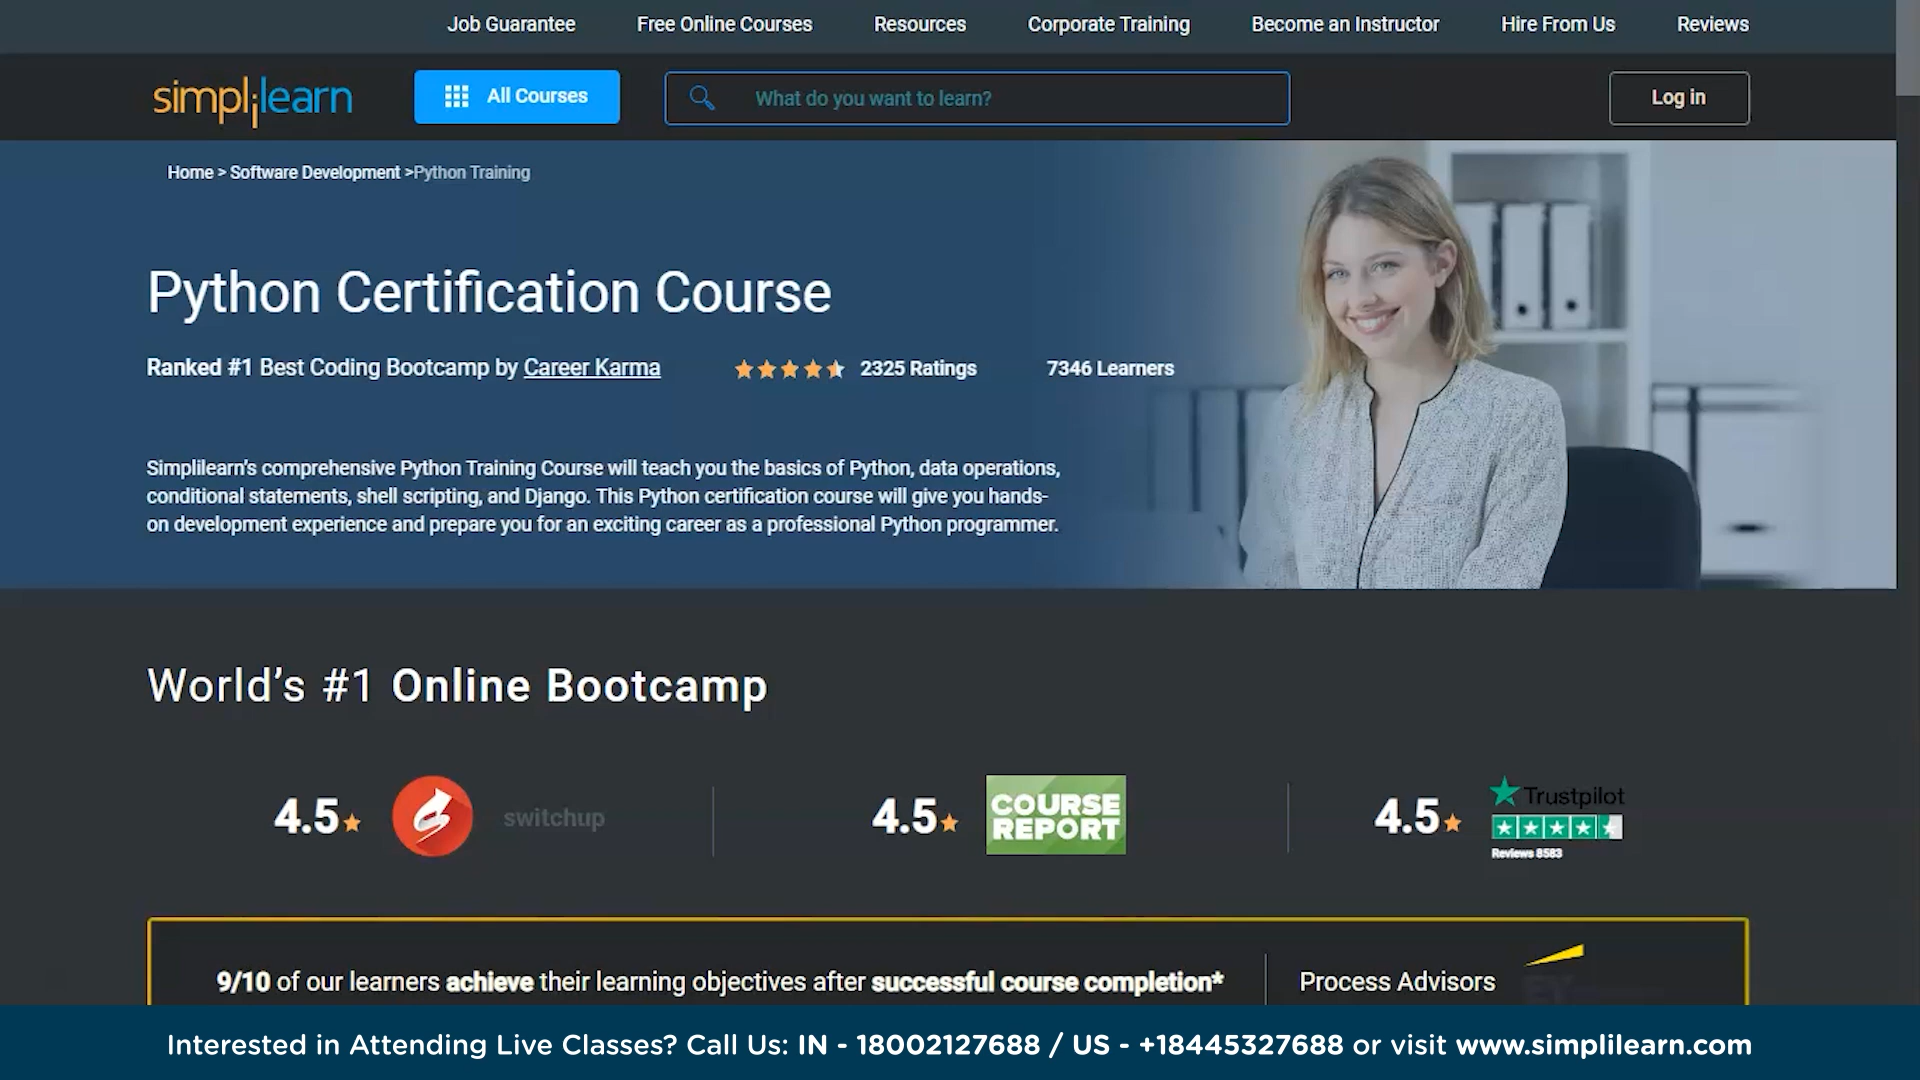 Job Guarantee Free Online Courses Resources Corporate Training Become an Instructor Hire From Us Reviews
simplilearn All Courses What do you want to learn? Log in
Home > Software Development >Python Training
Python Certification Course
Ranked #1 Best Coding Bootcamp by Career Karma 2325 Ratings 7346 Learners
Simplilearn's comprehensive Python Training Course will teach you the basics of Python, data operations,
conditional statements, shell scripting, and Django. This Python certification course will give you hands-
on development experience and prepare you for an exciting career as a professional Python programmer.
World's #1 Online Bootcamp
4.5 switchup 4.5 COURSE REPORT 4.5 Trustpilot
Reviews 8583
9/10 of our learners achieve their learning objectives after successful course completion* Process Advisors EY
Interested in Attending Live Classes? Call Us: IN - 18002127688 / US - +18445327688 or visit www.simplilearn.com